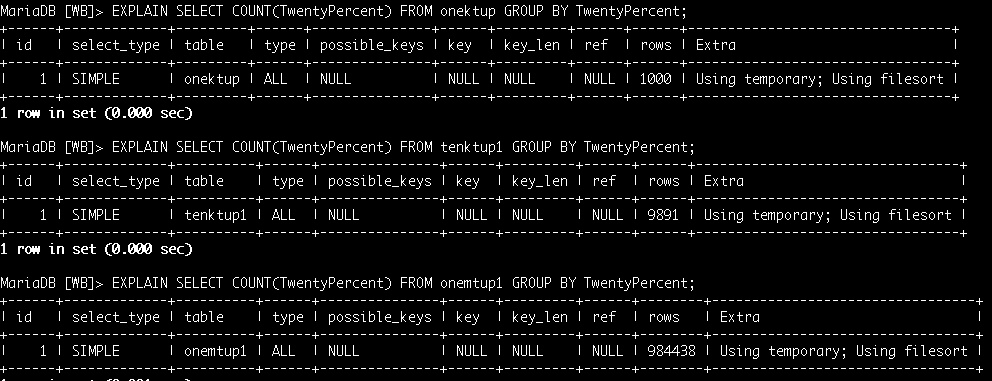 MariaDB [WB]> EXPLAIN SELECT COUNT(TwentyPercent) FROM onektup GROUP BY TwentyPercent;
+------+-------------+---------+------+---------------+------+---------+------+------+---------------------------------+
| id   | select_type | table   | type | possible_keys | key  | key_len | ref  | rows | Extra                           |
+------+-------------+---------+------+---------------+------+---------+------+------+---------------------------------+
|    1 | SIMPLE      | onektup | ALL  | NULL          | NULL | NULL    | NULL | 1000 | Using temporary; Using filesort |
+------+-------------+---------+------+---------------+------+---------+------+------+---------------------------------+
1 row in set (0.000 sec)
MariaDB [WB]> EXPLAIN SELECT COUNT(TwentyPercent) FROM tenktup1 GROUP BY TwentyPercent;
+------+-------------+----------+------+---------------+------+---------+------+------+---------------------------------+
| id   | select_type | table    | type | possible_keys | key  | key_len | ref  | rows | Extra                           |
+------+-------------+----------+------+---------------+------+---------+------+------+---------------------------------+
|    1 | SIMPLE      | tenktup1 | ALL  | NULL          | NULL | NULL    | NULL | 9891 | Using temporary; Using filesort |
+------+-------------+----------+------+---------------+------+---------+------+------+---------------------------------+
1 row in set (0.000 sec)
MariaDB [WB]> EXPLAIN SELECT COUNT(TwentyPercent) FROM onemtup1 GROUP BY TwentyPercent;
+------+-------------+----------+------+---------------+------+---------+------+--------+---------------------------------+
| id   | select_type | table    | type | possible_keys | key  | key_len | ref  | rows   | Extra                           |
+------+-------------+----------+------+---------------+------+---------+------+--------+---------------------------------+
|    1 | SIMPLE      | onemtup1 | ALL  | NULL          | NULL | NULL    | NULL | 984438 | Using temporary; Using filesort |
+------+-------------+----------+------+---------------+------+---------+------+--------+---------------------------------+